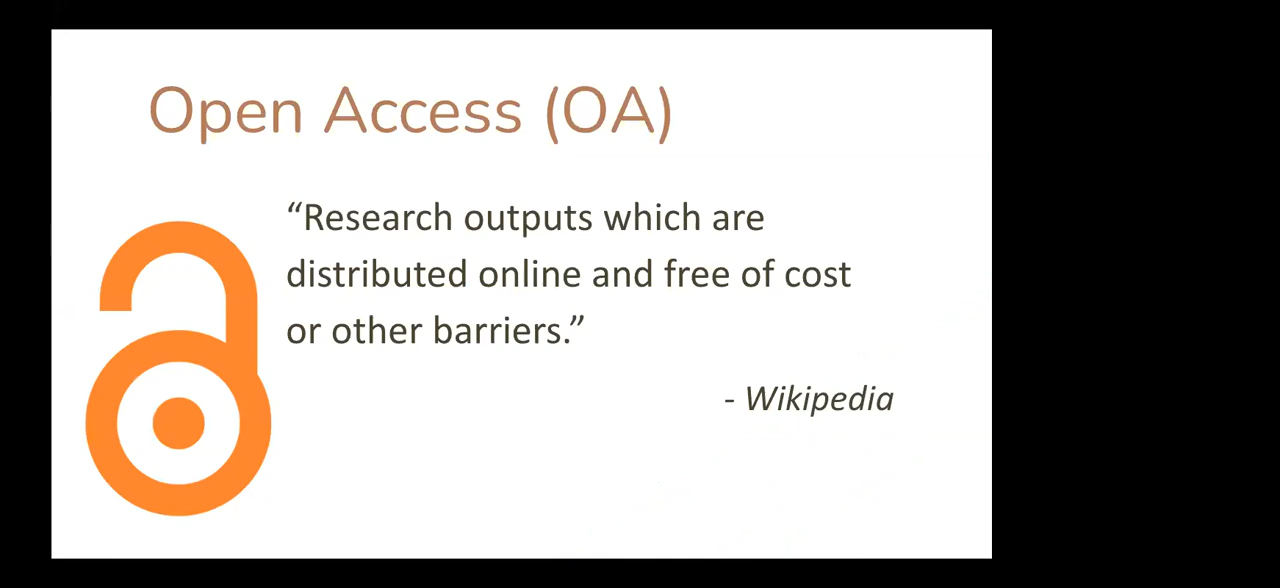 Open Access (OA)
“Research outputs which are
distributed online and free of cost
or other barriers.”
- Wikipedia